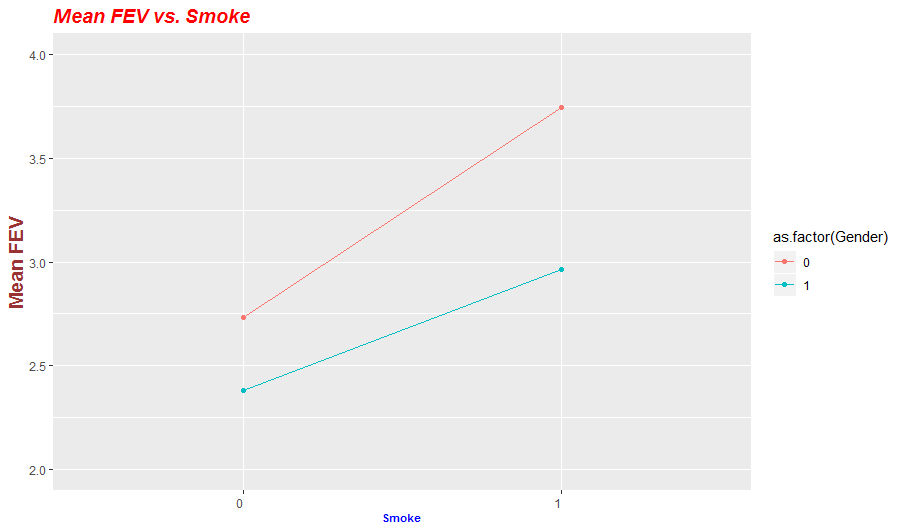 Mean FEV vs. Smoke
Mean FEV
4.0
3.5
3.0
2.5
2.0
0
1
Smoke
as.factor(Gender)
0
1